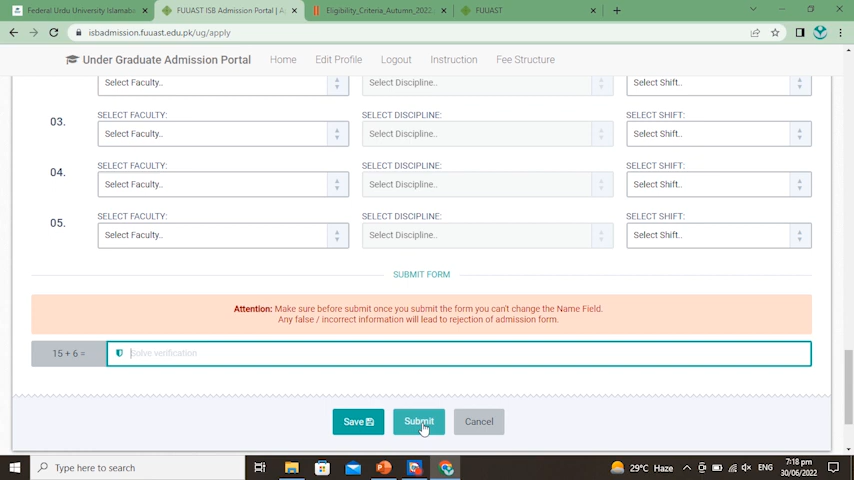 Federal Urdu University Islamaba
FUUAST ISB Admission Portal | A
Eligibility_Criteria_Autumn_2022
FUUAST
isbadmission.fuuast.edu.pk/ug/apply
Under Graduate Admission Portal Home Edit Profile Logout Instruction Fee Structure
Select Faculty.. Select Discipline.. Select Shift..
03. SELECT FACULTY: SELECT DISCIPLINE: SELECT SHIFT:
Select Faculty.. Select Discipline.. Select Shift..
04. SELECT FACULTY: SELECT DISCIPLINE: SELECT SHIFT:
Select Faculty.. Select Discipline.. Select Shift..
05. SELECT FACULTY: SELECT DISCIPLINE: SELECT SHIFT:
Select Faculty.. Select Discipline.. Select Shift..
SUBMIT FORM
Attention: Make sure before submit once you submit the form you can't change the Name Field.
Any false / incorrect information will lead to rejection of admission form.
15 + 6 = Solve verification
Save Submit Cancel
Type here to search
29°C Haze
ENG
7:18 pm
30/06/2022